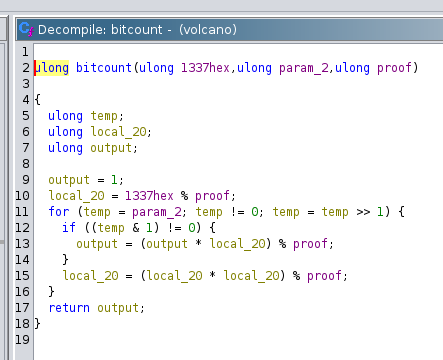 Decompile: bitcount - (volcano)
1
2 ulong bitcount(ulong 1337hex,ulong param_2,ulong proof)
3
4 {
5 ulong temp;
6 ulong local_20;
7 ulong output;
8
9 output = 1;
10 local_20 = 1337hex % proof;
11 for (temp = param_2; temp != 0; temp = temp >> 1) {
12 if ((temp & 1) != 0) {
13 output = (output * local_20) % proof;
14 }
15 local_20 = (local_20 * local_20) % proof;
16 }
17 return output;
18 }
19